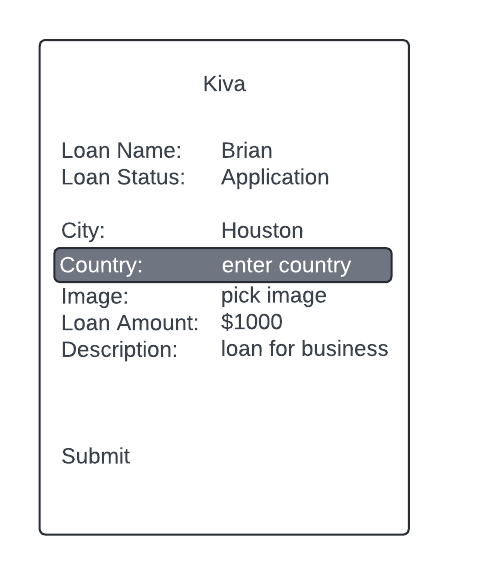 Kiva
Loan Name: Brian
Loan Status: Application
City: Houston
Country: enter country
Image: pick image
Loan Amount: $1000
Description: loan for business
Submit